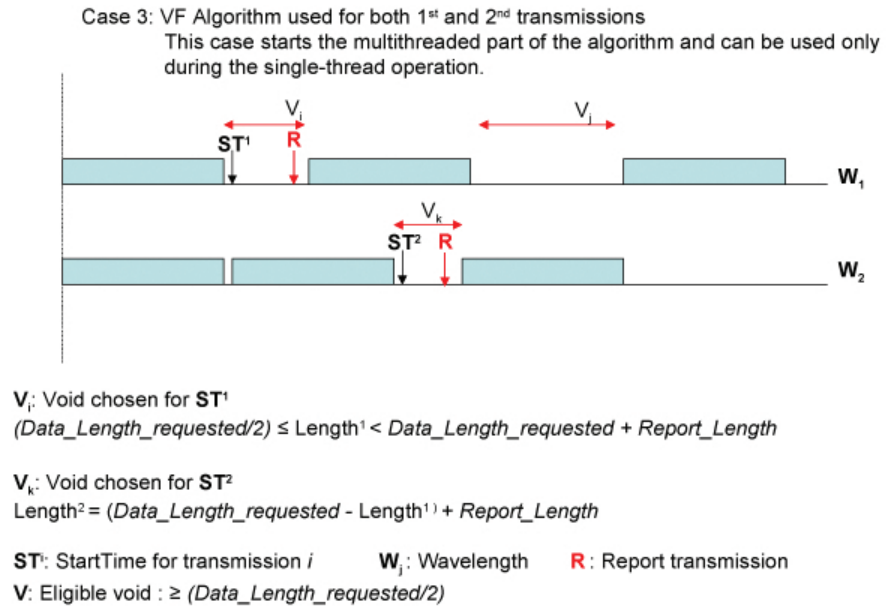 Case 3: VF Algorithm used for both 1st and 2nd transmissions
This case starts the multithreaded part of the algorithm and can be used only
during the single-thread operation.
Vi Vj
ST¹ R
W₁
Vk
ST² R
W₂
Vi: Void chosen for ST¹
(Data_Length_requested/2) ≤ Length¹ < Data_Length_requested + Report_Length
Vk: Void chosen for ST²
Length² = (Data_Length_requested - Length¹⁾ + Report_Length
STⁱ: StartTime for transmission i Wj: Wavelength R: Report transmission
V: Eligible void : ≥ (Data_Length_requested/2)